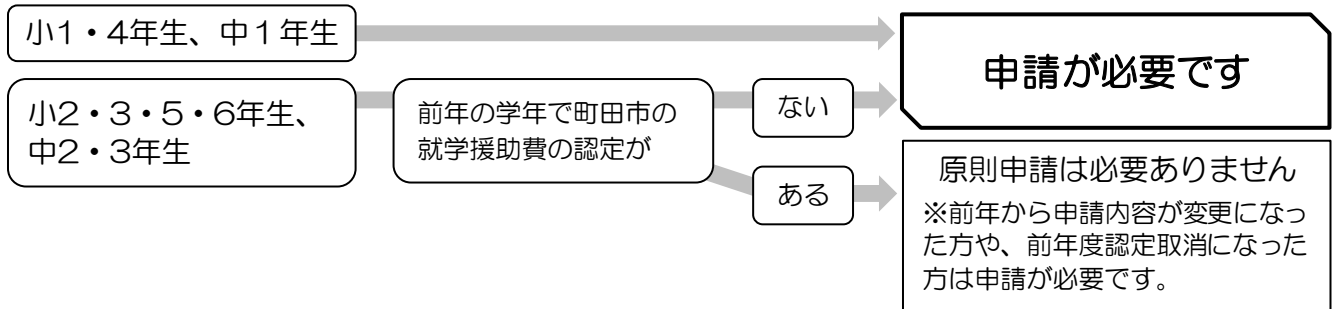 小1・4年生、中1年生
申請が必要です
小2・3・5・6年生、
中2・3年生
前年の学年で町田市の
就学援助費の認定が
ない
ある
原則申請は必要ありません
※前年から申請内容が変更になっ
た方や、前年度認定取消になった
方は申請が必要です。